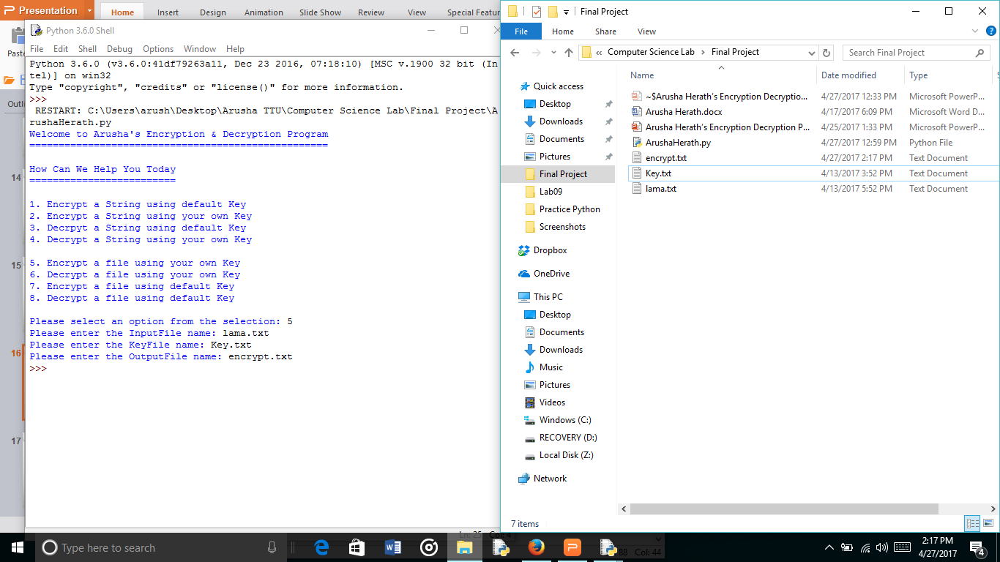 Presentation
Home Insert Design Animation Slide Show Review View Special Featur
Paste
Outli
14
15
16
17
Python 3.6.0 Shell
File Edit Shell Debug Options Window Help
Python 3.6.0 (v3.6.0:41df79263a11, Dec 23 2016, 07:18:10) [MSC v.1900 32 bit (In
tel)] on win32
Type "copyright", "credits" or "license()" for more information.
>>>
RESTART: C:\Users\arush\Desktop\Arusha TTU\Computer Science Lab\Final Project\A
rushaHerath.py
Welcome to Arusha's Encryption & Decryption Program
===================================================
How Can We Help You Today
=========================
1. Encrypt a String using default Key
2. Encrypt a String using your own Key
3. Decrpyt a String using default Key
4. Decrypt a String using your own Key
5. Encrypt a file using your own Key
6. Decrypt a file using your own Key
7. Encrypt a file using default Key
8. Decrypt a file using default Key
Please select an option from the selection: 5
Please enter the InputFile name: lama.txt
Please enter the KeyFile name: Key.txt
Please enter the OutputFile name: encrypt.txt
>>>
Ln: 25 Col: 4
Final Project
File Home Share View
« Computer Science Lab > Final Project
Search Final Project
Quick access
Desktop
Downloads
Documents
Pictures
Final Project
Lab09
Practice Python
Screenshots
Dropbox
OneDrive
This PC
Desktop
Documents
Downloads
Music
Pictures
Videos
Windows (C:)
RECOVERY (D:)
Local Disk (Z:)
Network
Name Date modified Type
~$Arusha Herath's Encryption Decryptio... 4/27/2017 12:33 PM Microsoft PowerP...
Arusha Herath.docx 4/17/2017 6:09 PM Microsoft Word D...
Arusha Herath's Encryption Decryption P... 4/25/2017 1:33 PM Microsoft PowerP...
ArushaHerath.py 4/27/2017 12:59 PM Python File
encrypt.txt 4/27/2017 2:17 PM Text Document
Key.txt 4/13/2017 3:52 PM Text Document
lama.txt 4/13/2017 5:52 PM Text Document
7 items
Type here to search
88 Col: 44
2:17 PM
4/27/2017
4